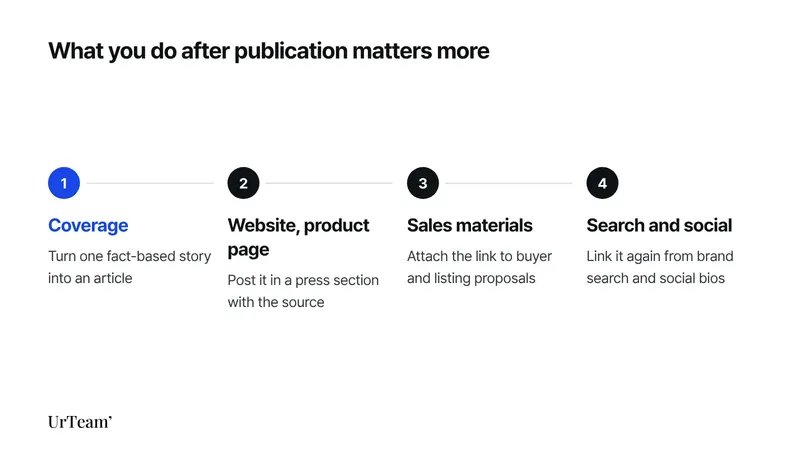 What you do after publication matters more
1
Coverage
Turn one fact-based story
into an article
2
Website, product
page
Post it in a press section
with the source
3
Sales materials
Attach the link to buyer
and listing proposals
4
Search and social
Link it again from brand
search and social bios
UrTeam’